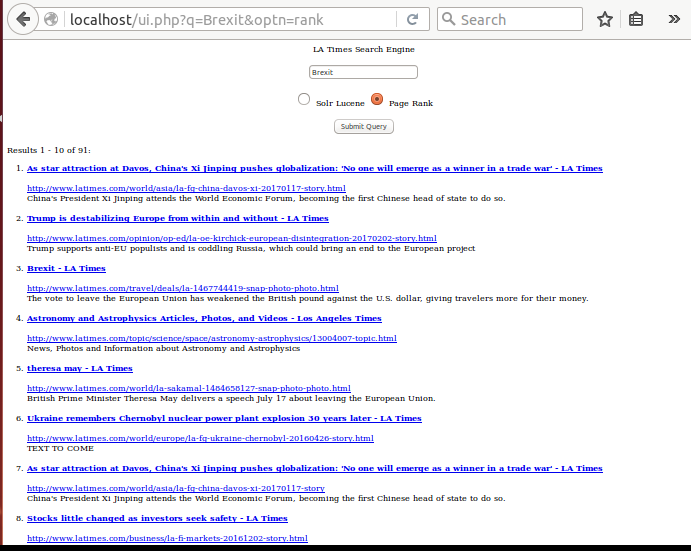 localhost/ui.php?q=Brexit&optn=rank
Search
LA Times Search Engine
Brexit
Solr Lucene Page Rank
Submit Query
Results 1 - 10 of 91:
1. As star attraction at Davos, China's Xi Jinping pushes globalization: 'No one will emerge as a winner in a trade war' - LA Times
http://www.latimes.com/world/asia/la-fg-china-davos-xi-20170117-story.html
China's President Xi Jinping attends the World Economic Forum, becoming the first Chinese head of state to do so.
2. Trump is destabilizing Europe from within and without - LA Times
http://www.latimes.com/opinion/op-ed/la-oe-kirchick-european-disintegration-20170202-story.html
Trump supports anti-EU populists and is coddling Russia, which could bring an end to the European project
3. Brexit - LA Times
http://www.latimes.com/travel/deals/la-1467744419-snap-photo-photo.html
The vote to leave the European Union has weakened the British pound against the U.S. dollar, giving travelers more for their money.
4. Astronomy and Astrophysics Articles, Photos, and Videos - Los Angeles Times
http://www.latimes.com/topic/science/space/astronomy-astrophysics/13004007-topic.html
News, Photos and Information about Astronomy and Astrophysics
5. theresa may - LA Times
http://www.latimes.com/world/la-sakamal-1484658127-snap-photo-photo.html
British Prime Minister Theresa May delivers a speech July 17 about leaving the European Union.
6. Ukraine remembers Chernobyl nuclear power plant explosion 30 years later - LA Times
http://www.latimes.com/world/europe/la-fg-ukraine-chernobyl-20160426-story.html
TEXT TO COME
7. As star attraction at Davos, China's Xi Jinping pushes globalization: 'No one will emerge as a winner in a trade war' - LA Times
http://www.latimes.com/world/asia/la-fg-china-davos-xi-20170117-story
China's President Xi Jinping attends the World Economic Forum, becoming the first Chinese head of state to do so.
8. Stocks little changed as investors seek safety - LA Times
http://www.latimes.com/business/la-fi-markets-20161202-story.html